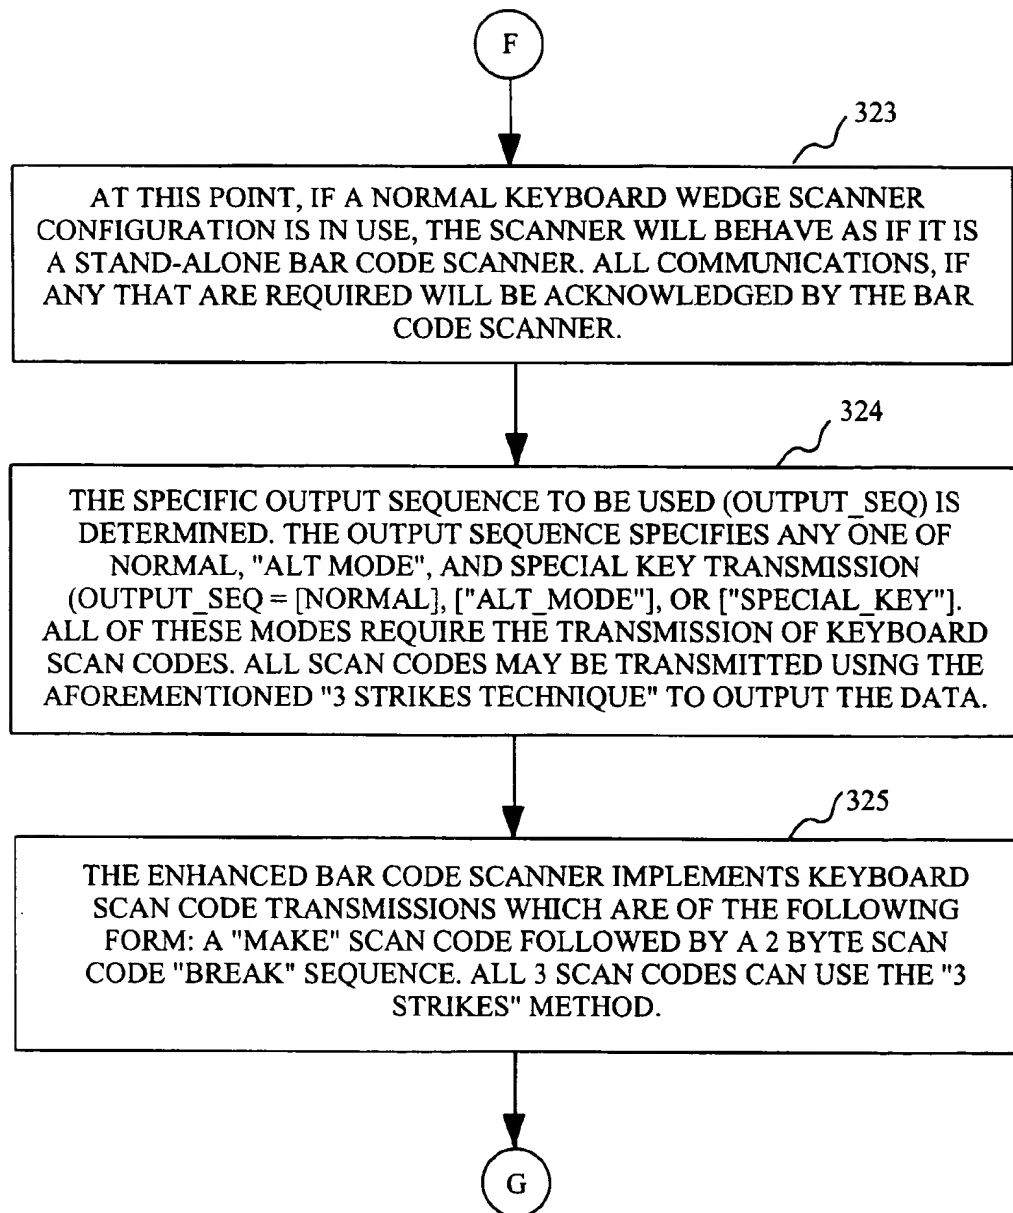 F
323
AT THIS POINT, IF A NORMAL KEYBOARD WEDGE SCANNER
CONFIGURATION IS IN USE, THE SCANNER WILL BEHAVE AS IF IT IS
A STAND-ALONE BAR CODE SCANNER. ALL COMMUNICATIONS, IF
ANY THAT ARE REQUIRED WILL BE ACKNOWLEDGED BY THE BAR
CODE SCANNER.
324
THE SPECIFIC OUTPUT SEQUENCE TO BE USED (OUTPUT_SEQ) IS
DETERMINED. THE OUTPUT SEQUENCE SPECIFIES ANY ONE OF
NORMAL, "ALT MODE", AND SPECIAL KEY TRANSMISSION
(OUTPUT_SEQ = [NORMAL], ["ALT_MODE"], OR ["SPECIAL_KEY"].
ALL OF THESE MODES REQUIRE THE TRANSMISSION OF KEYBOARD
SCAN CODES. ALL SCAN CODES MAY BE TRANSMITTED USING THE
AFOREMENTIONED "3 STRIKES TECHNIQUE" TO OUTPUT THE DATA.
325
THE ENHANCED BAR CODE SCANNER IMPLEMENTS KEYBOARD
SCAN CODE TRANSMISSIONS WHICH ARE OF THE FOLLOWING
FORM: A "MAKE" SCAN CODE FOLLOWED BY A 2 BYTE SCAN
CODE "BREAK" SEQUENCE. ALL 3 SCAN CODES CAN USE THE "3
STRIKES" METHOD.
G